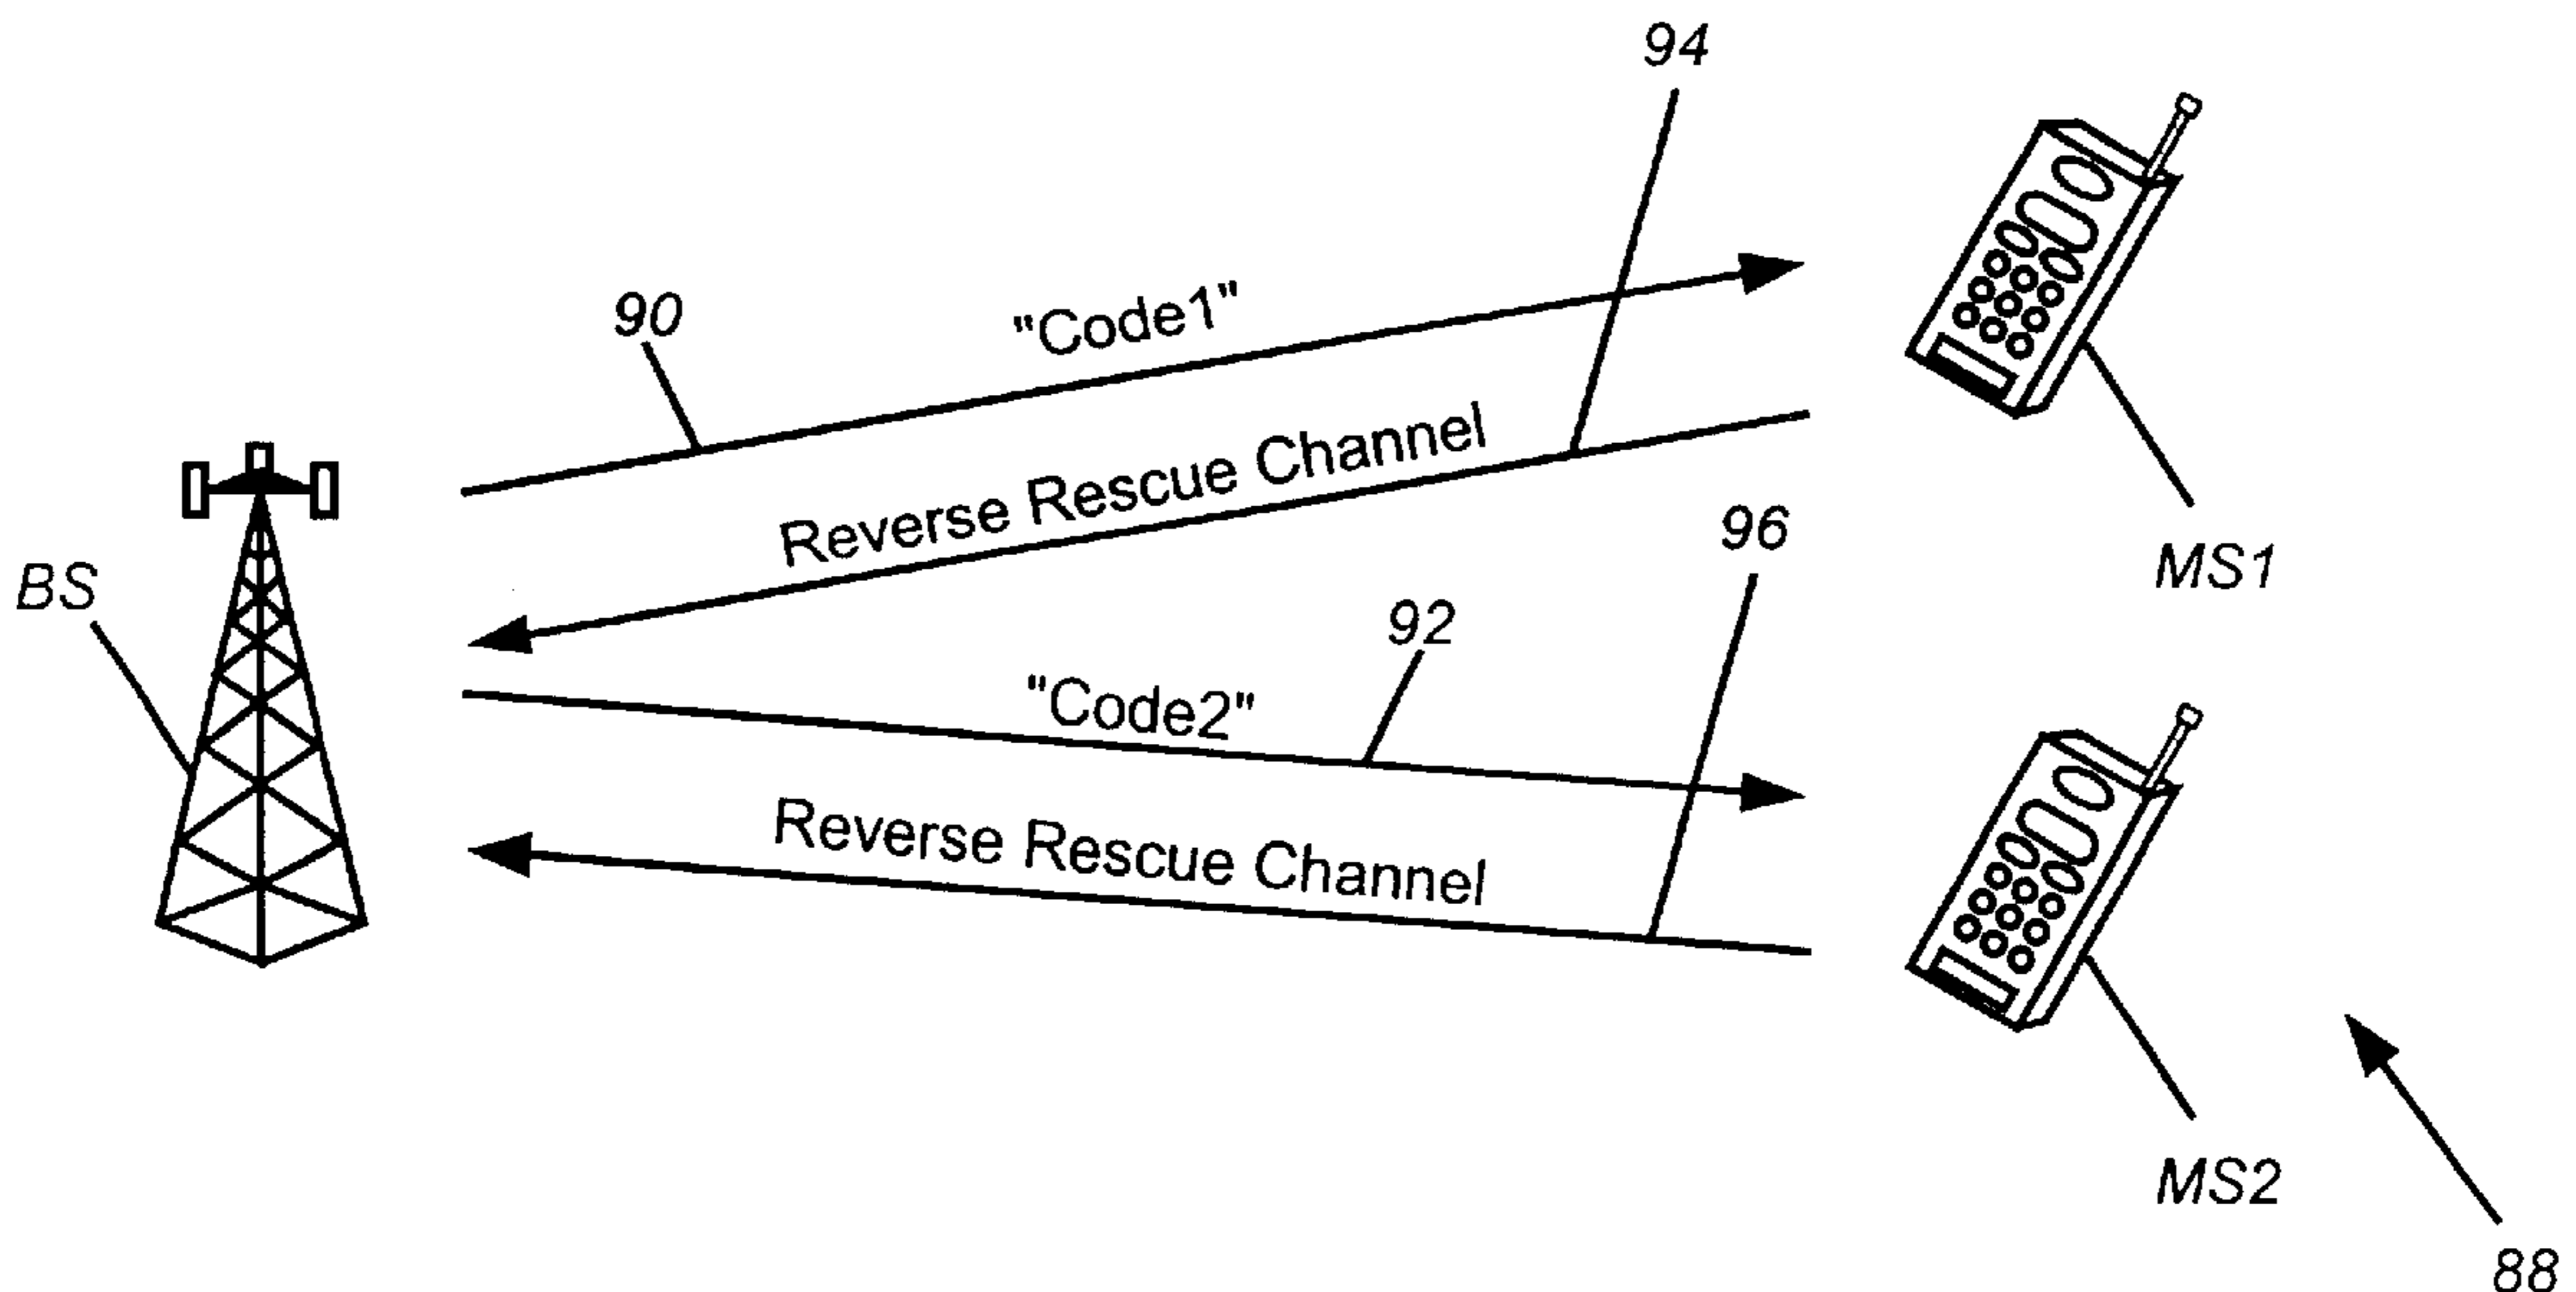 94
90
"Code1"
Reverse Rescue Channel
96
MS1
BS
92
"Code2"
Reverse Rescue Channel
MS2
88